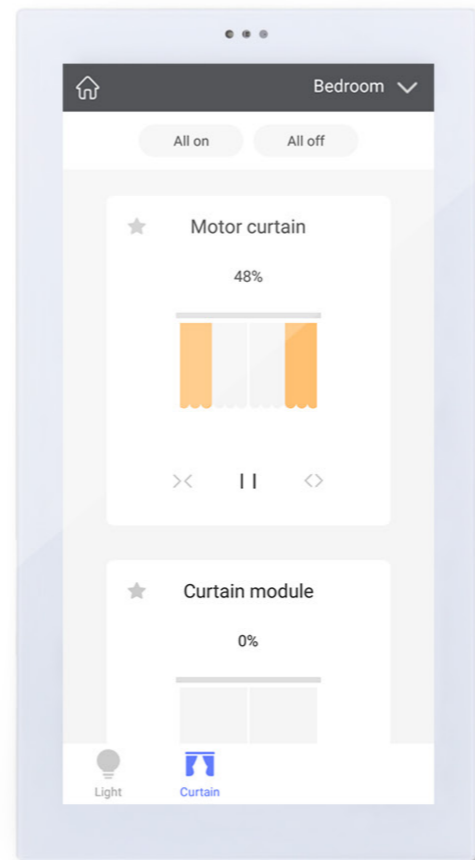 Bedroom
All on
All off
Motor curtain
48%
Curtain module
0%
Light
Curtain